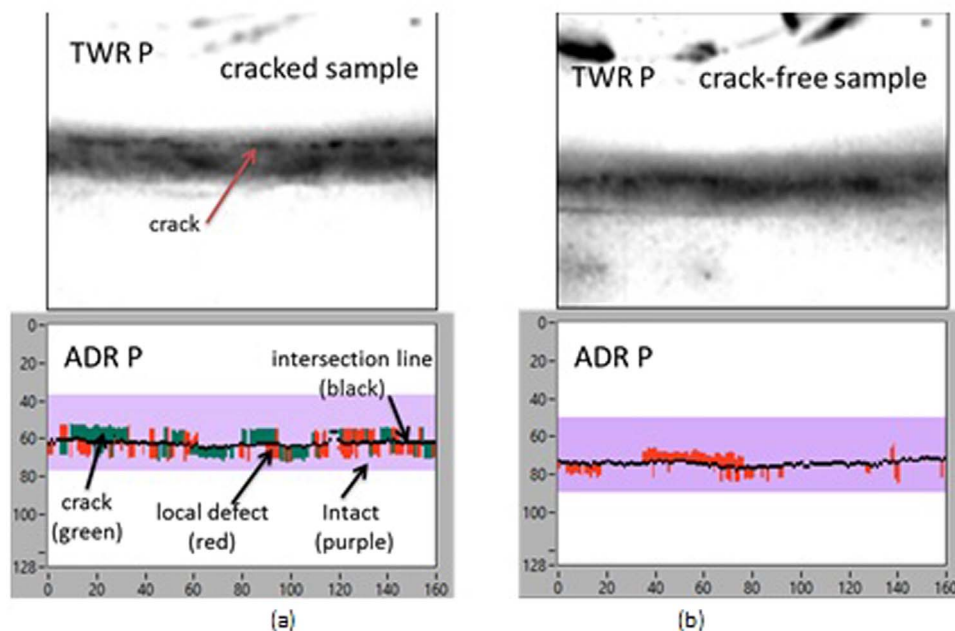 TWR P
cracked sample
crack
TWR P
crack-free sample
0
20
40
60
80
100
128
ADR P
intersection line
(black)
crack
(green)
local defect
(red)
Intact
(purple)
0 20 40 60 80 100 120 140 160
(a)
0
20
40
60
80
100
128
ADR P
0 20 40 60 80 100 120 140 160
(b)